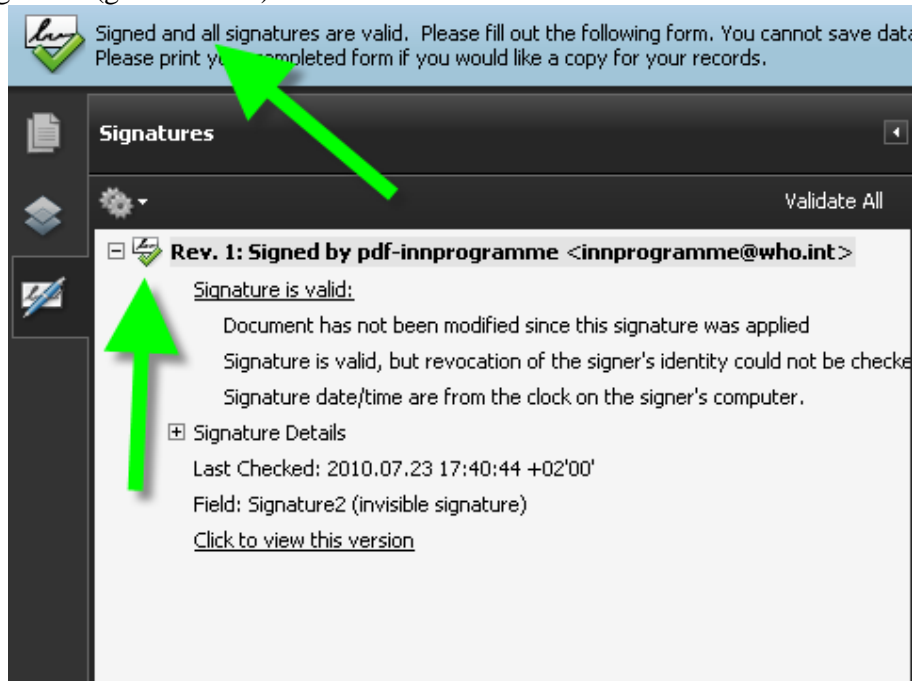 Signed and all signatures are valid. Please fill out the following form. You cannot save data
Please print your completed form if you would like a copy for your records.
Signatures
Validate All
Rev. 1: Signed by pdf-innprogramme <innprogramme@who.int>
Signature is valid:
Document has not been modified since this signature was applied
Signature is valid, but revocation of the signer's identity could not be checke
Signature date/time are from the clock on the signer's computer.
Signature Details
Last Checked: 2010.07.23 17:40:44 +02'00'
Field: Signature2 (invisible signature)
Click to view this version